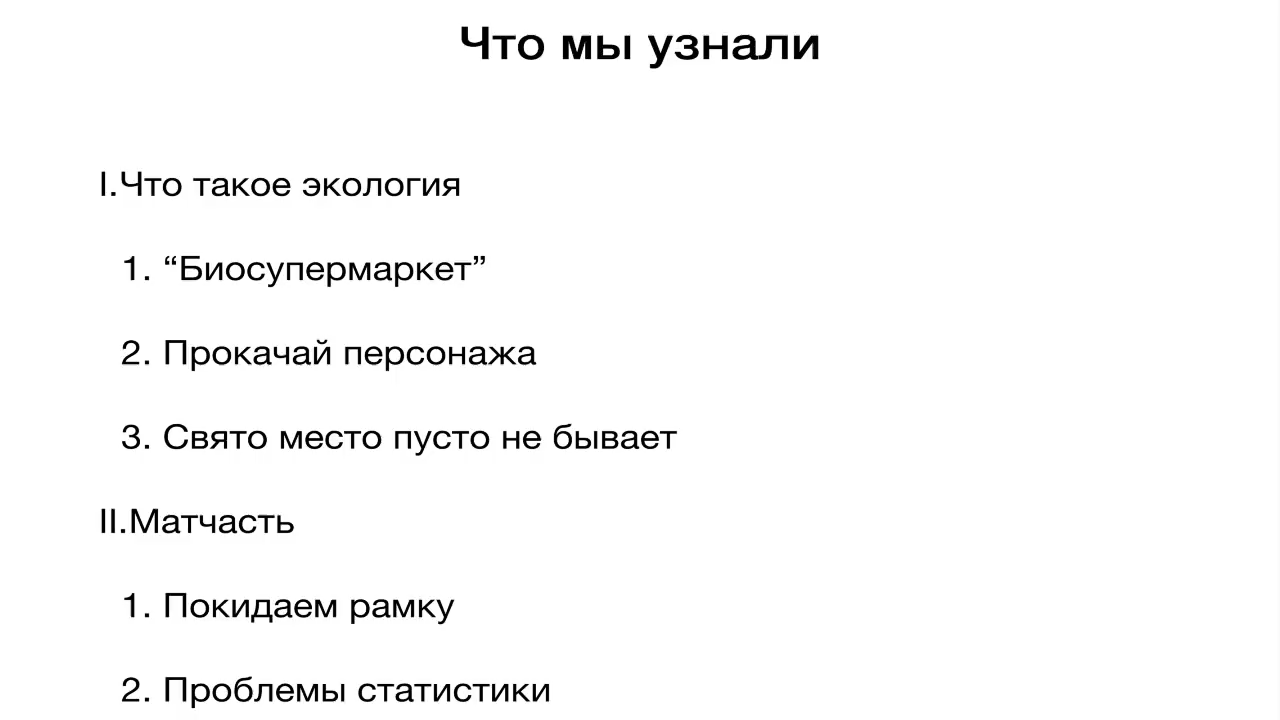 Что мы узнали
I.Что такое экология
1. “Биосупермаркет”
2. Прокачай персонажа
3. Свято место пусто не бывает
II.Матчасть
1. Покидаем рамку
2. Проблемы статистики